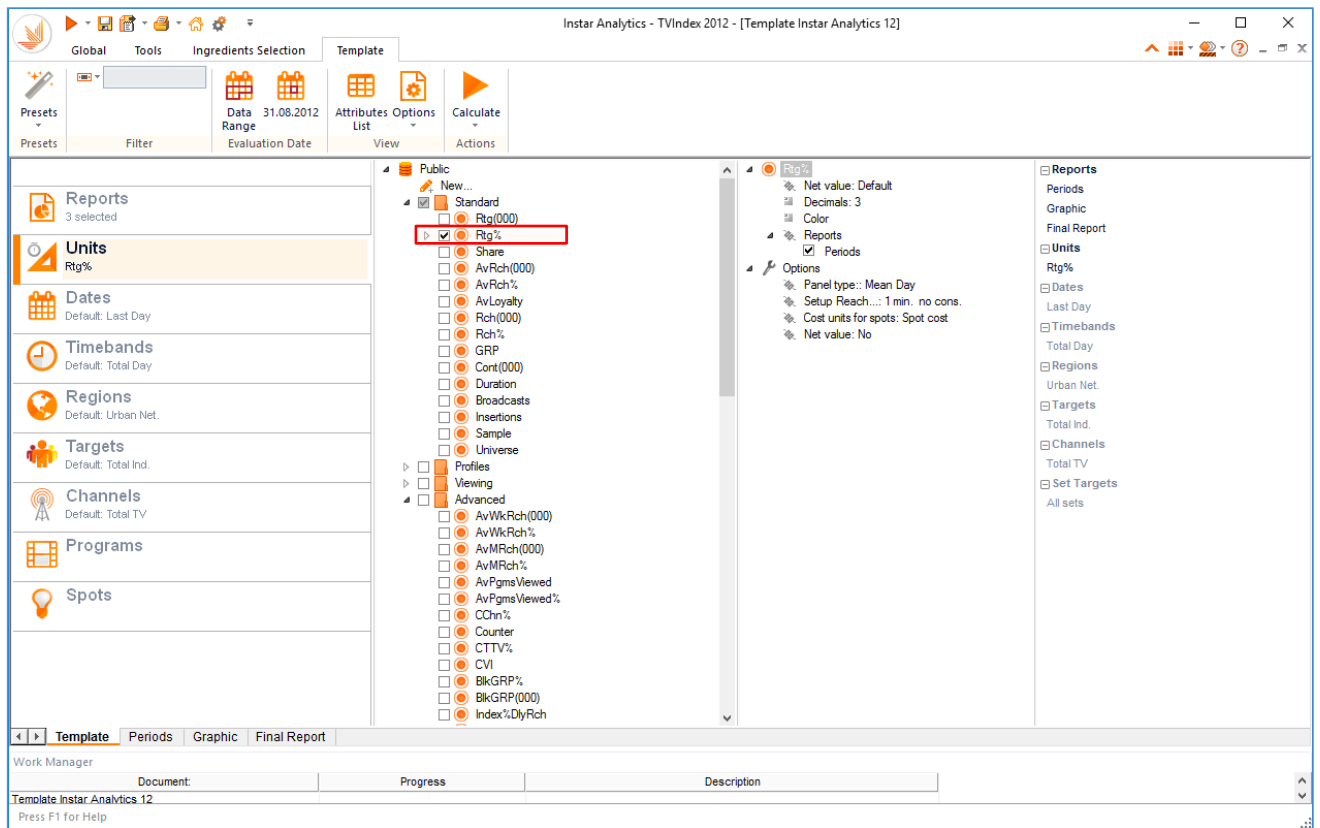 Instar Analytics - TVIndex 2012 - [Template Instar Analytics 12]
Global Tools Ingredients Selection Template
Presets
Data Range
31.08.2012
Attributes List
Options
Calculate
Presets Filter Evaluation Date View Actions
Reports
3 selected
Units
Rtg%
Dates
Default: Last Day
Timebands
Default: Total Day
Regions
Default: Urban Net.
Targets
Default: Total Ind.
Channels
Default: Total TV
Programs
Spots
Public
New...
Standard
Rtg(000)
Rtg%
Share
AvRch(000)
AvRch%
AvLoyalty
Rch(000)
Rch%
GRP
Cont(000)
Duration
Broadcasts
Insertions
Sample
Universe
Profiles
Viewing
Advanced
AvWkRch(000)
AvWkRch%
AvMRch(000)
AvMRch%
AvPgmsViewed
AvPgmsViewed%
CChn%
Counter
CTTV%
CVI
BlkGRP%
BlkGRP(000)
Index%DlyRch
Rtg%
Net value: Default
Decimals: 3
Color
Reports
Periods
Options
Panel type:: Mean Day
Setup Reach...: 1 min. no cons.
Cost units for spots: Spot cost
Net value: No
Reports
Periods
Graphic
Final Report
Units
Rtg%
Dates
Last Day
Timebands
Total Day
Regions
Urban Net.
Targets
Total Ind.
Channels
Total TV
Set Targets
All sets
Template Periods Graphic Final Report
Work Manager
Document: Progress Description
Template Instar Analytics 12
Press F1 for Help